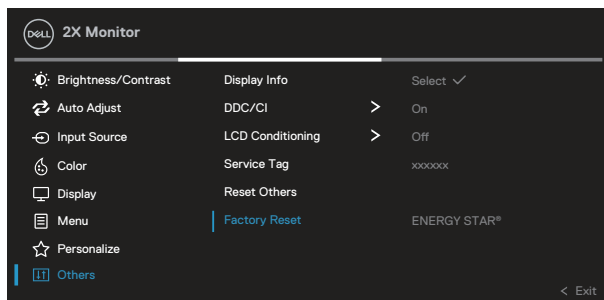 DELL 2X Monitor
Brightness/Contrast Display Info Select ✓
Auto Adjust DDC/CI > On
Input Source LCD Conditioning > Off
Color Service Tag xxxxxx
Display Reset Others
Menu Factory Reset ENERGY STAR®
Personalize
Others
< Exit